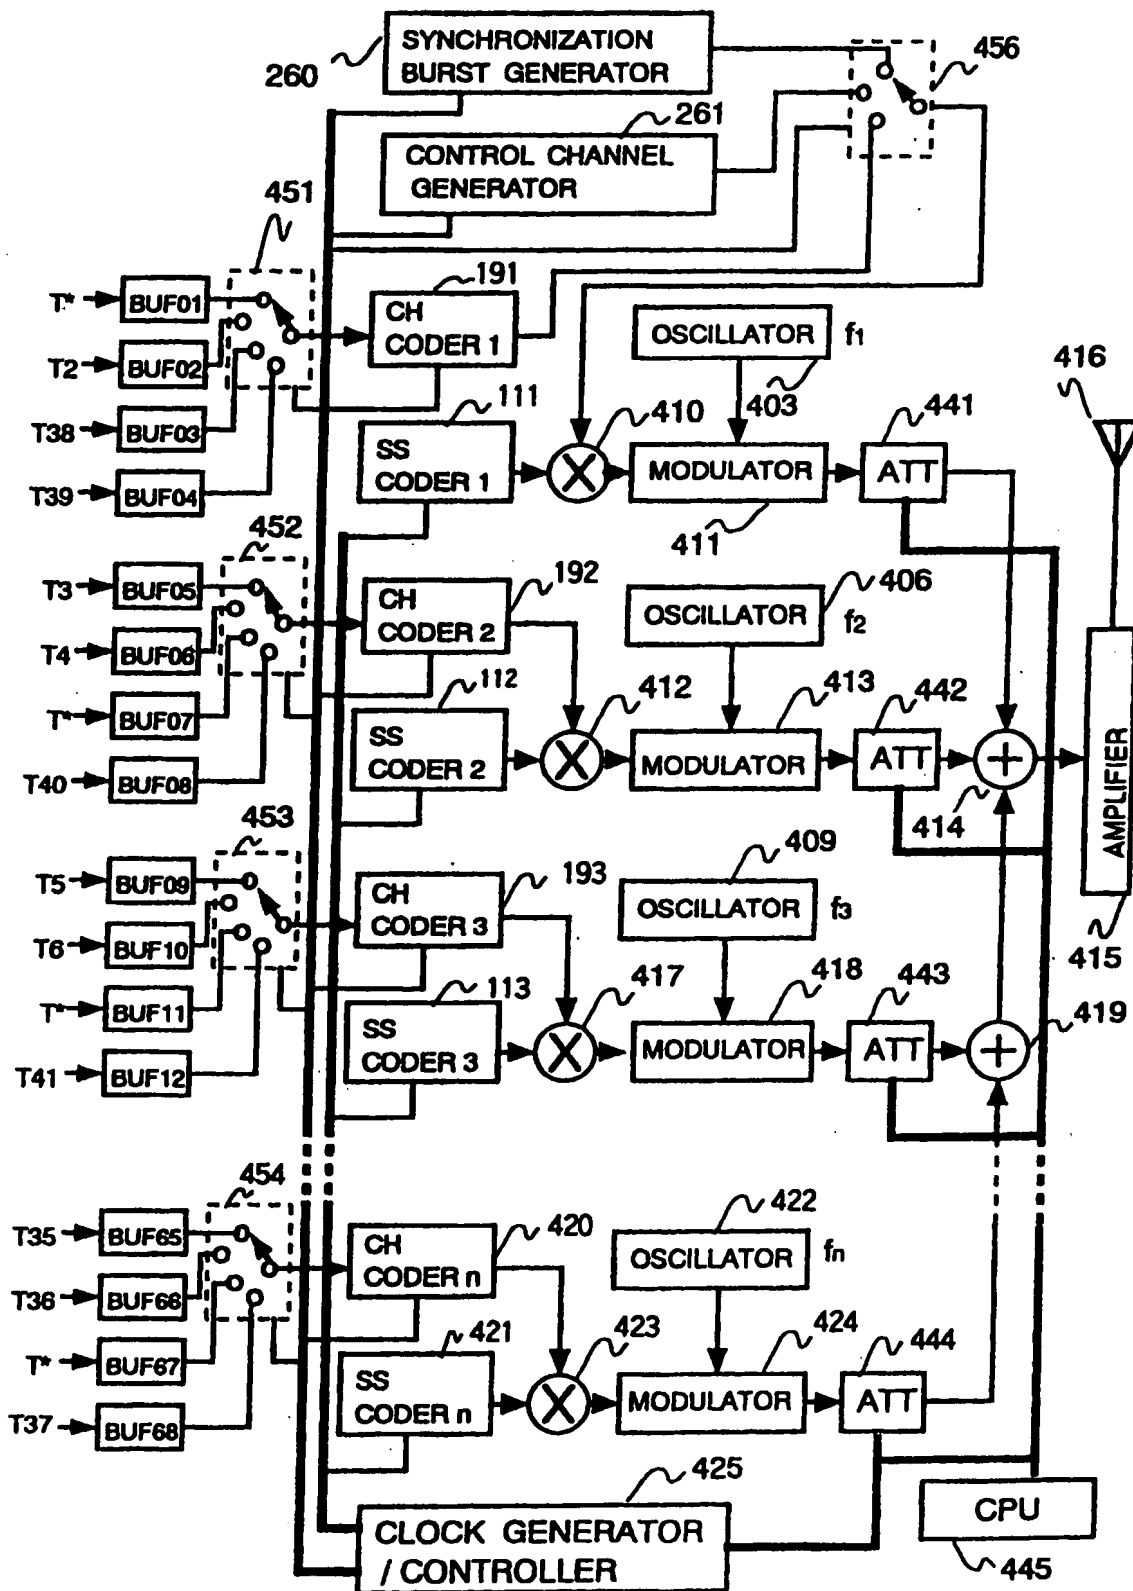 SYNCHRONIZATION
BURST GENERATOR
260
456
261
CONTROL CHANNEL
GENERATOR
451
191
T*
BUF01
CH
CODER 1
OSCILLATOR
f1
T2
BUF02
416
111
410
403
441
T38
BUF03
SS
CODER 1
MODULATOR
ATT
T39
BUF04
452
411
192
406
T3
BUF05
CH
CODER 2
OSCILLATOR
f2
T4
BUF06
112
412
413
442
T*
BUF07
SS
CODER 2
MODULATOR
ATT
T40
BUF08
414
AMPLIFIER
453
409
T5
BUF09
193
CH
CODER 3
OSCILLATOR
f3
T6
BUF10
415
113
417
418
443
T*
BUF11
SS
CODER 3
MODULATOR
ATT
419
T41
BUF12
454
420
422
T35
BUF65
CH
CODER n
OSCILLATOR
fn
T36
BUF66
421
423
424
444
T*
BUF67
SS
CODER n
MODULATOR
ATT
T37
BUF68
425
CLOCK GENERATOR
/ CONTROLLER
CPU
445